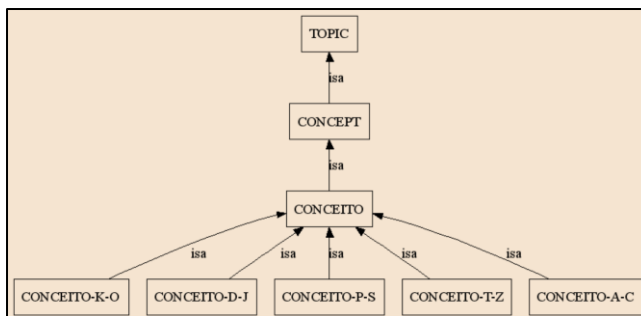 TOPIC
isa
CONCEPT
isa
CONCEITO
isa isa isa isa isa
CONCEITO-K-O CONCEITO-D-J CONCEITO-P-S CONCEITO-T-Z CONCEITO-A-C